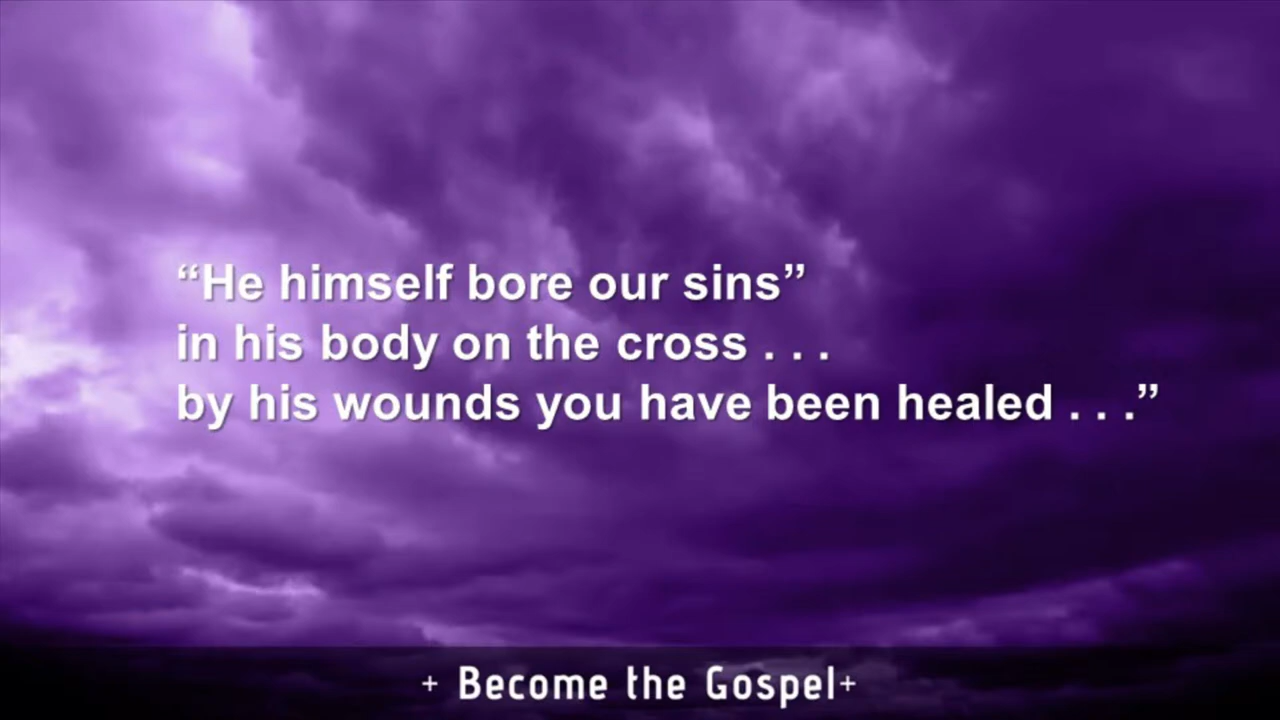 “He himself bore our sins”
in his body on the cross . . .
by his wounds you have been healed . . .”
+ Become the Gospel+